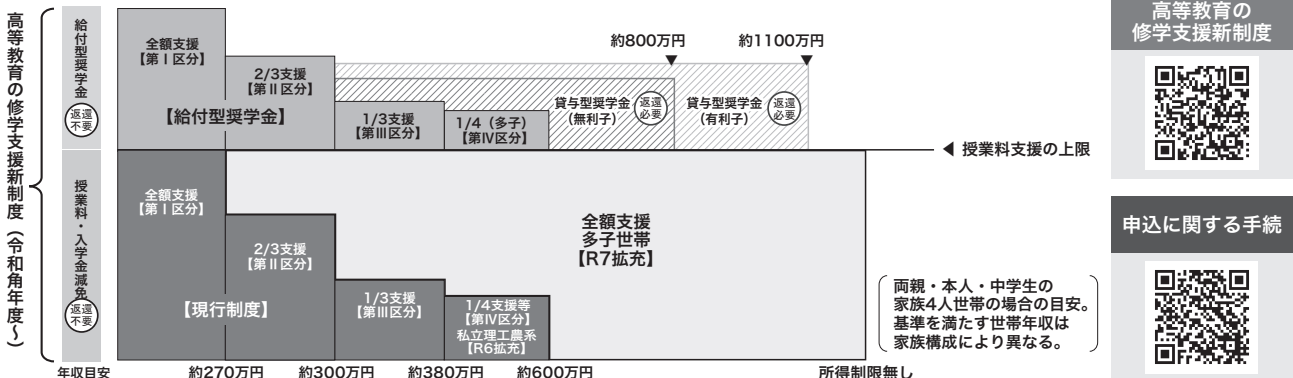 高等教育の修学支援新制度（令和角年度〜）
給付型奨学金
返還
不要
全額支援
【第Ⅰ区分】
2/3支援
【第Ⅱ区分】
【給付型奨学金】
1/3支援
【第Ⅲ区分】
1/4（多子）
【第Ⅳ区分】
貸与型奨学金
（無利子）
返還
必要
約800万円
貸与型奨学金
（有利子）
返還
必要
約1100万円
◀ 授業料支援の上限
授業料・入学金減免
返還
不要
全額支援
【第Ⅰ区分】
2/3支援
【第Ⅱ区分】
【現行制度】
1/3支援
【第Ⅲ区分】
1/4支援等
【第Ⅳ区分】
私立理工農系
【R6拡充】
全額支援
多子世帯
【R7拡充】
両親・本人・中学生の
家族4人世帯の場合の目安。
基準を満たす世帯年収は
家族構成により異なる。
年収目安
約270万円
約300万円
約380万円
約600万円
所得制限無し
高等教育の
修学支援新制度
申込に関する手続